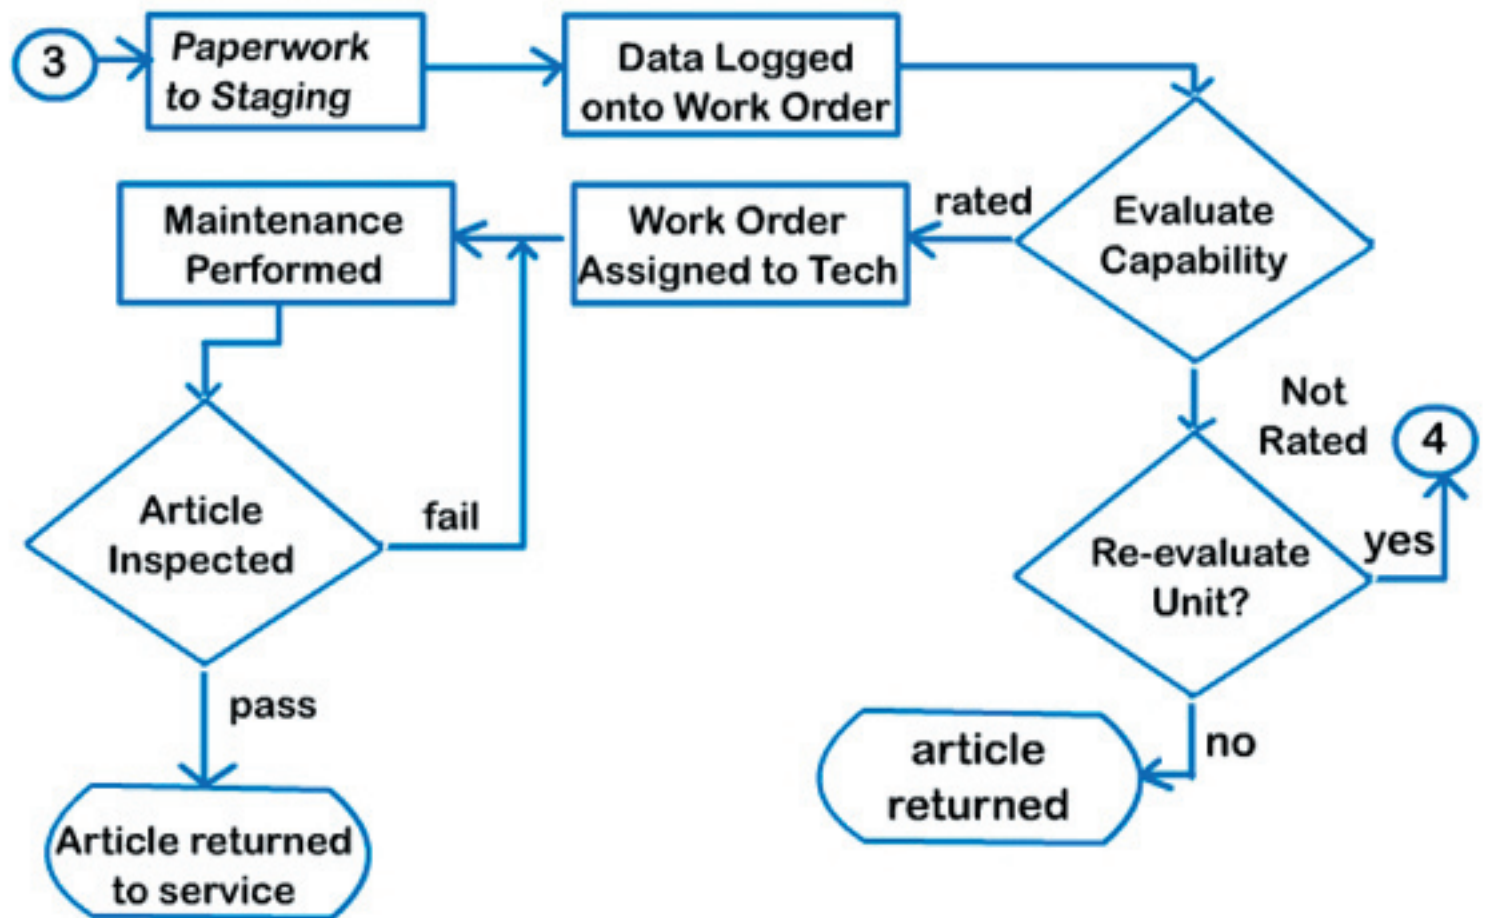 3
Paperwork
to Staging
Data Logged
onto Work Order
Evaluate
Capability
rated
Work Order
Assigned to Tech
Maintenance
Performed
Article
Inspected
fail
pass
Article returned
to service
Not
Rated
4
Re-evaluate
Unit?
yes
no
article
returned